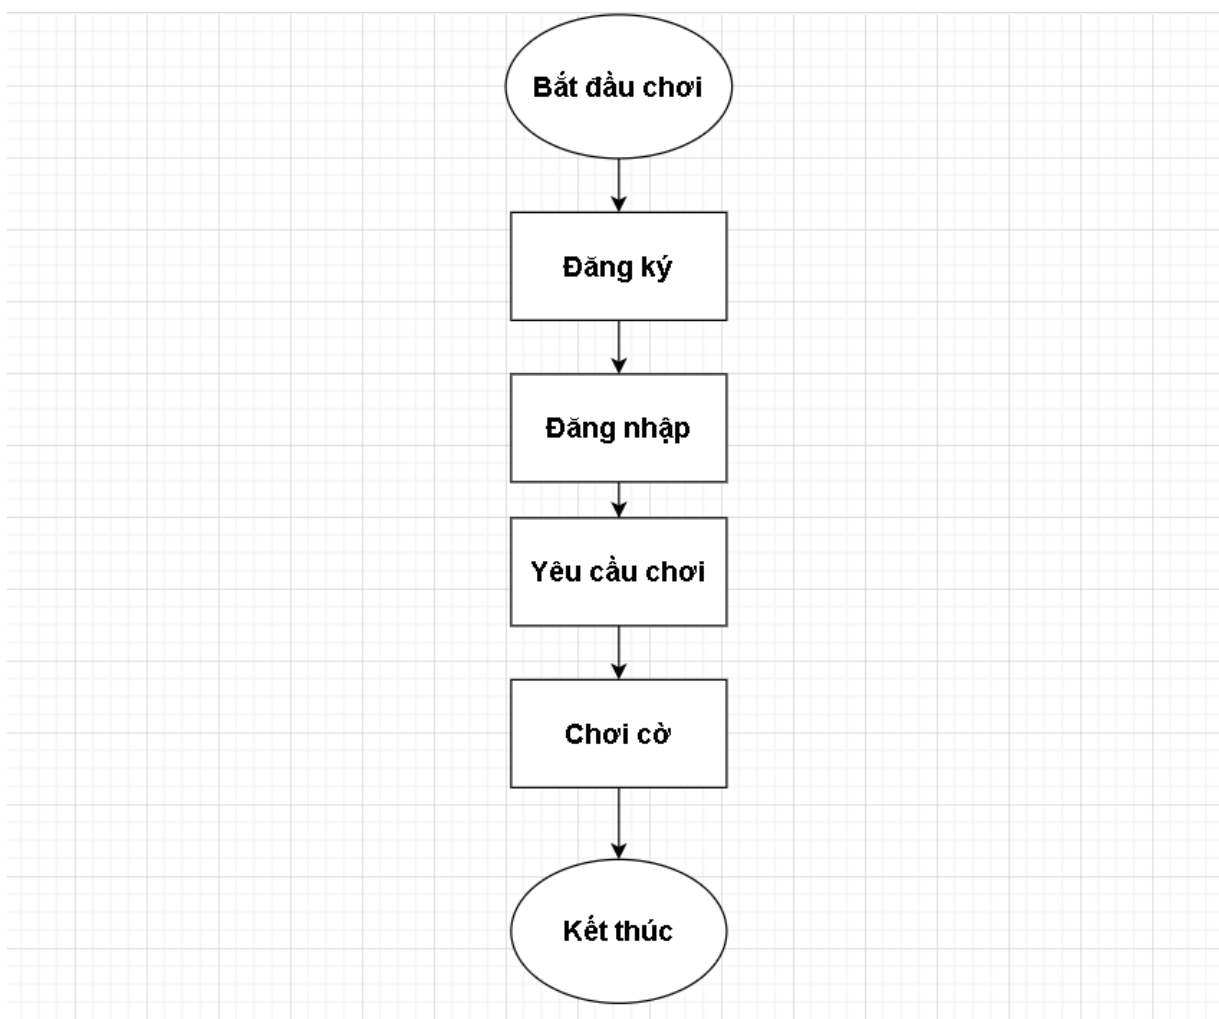 Bắt đầu chơi
Đăng ký
Đăng nhập
Yêu cầu chơi
Chơi cờ
Kết thúc